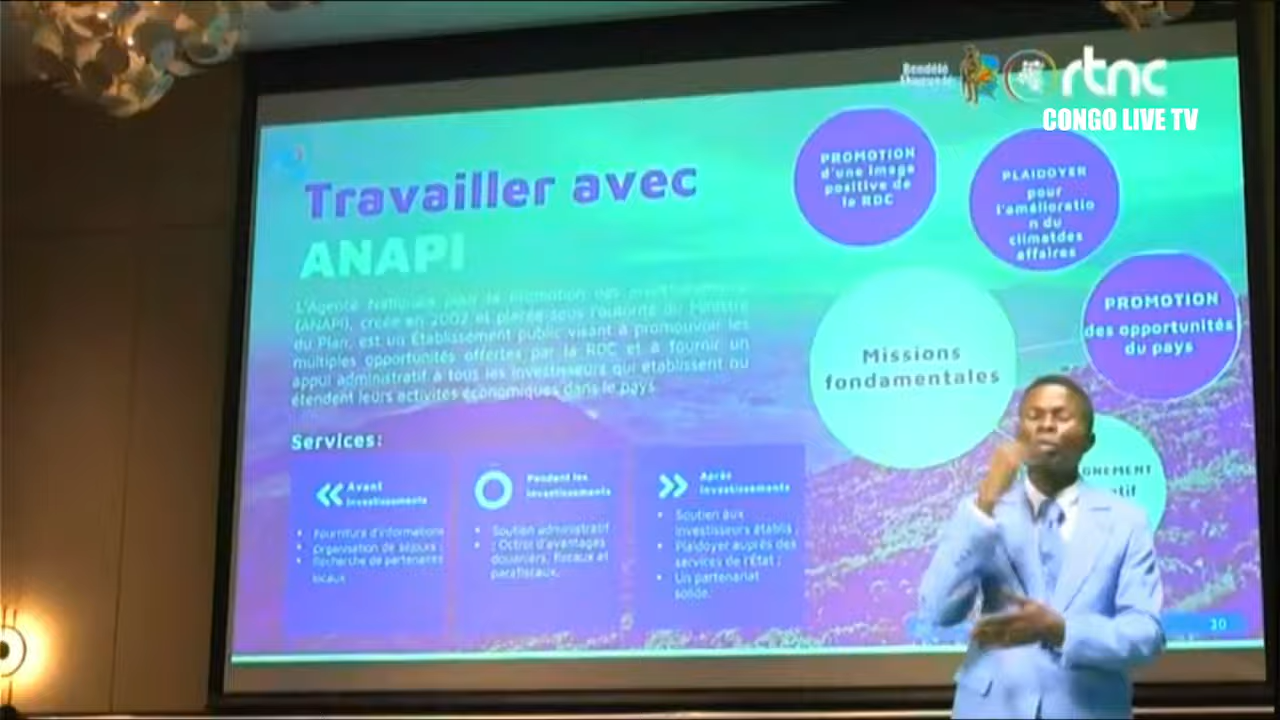 Bendélé
Ekweya té
rtnc
CONGO LIVE TV
Travailler avec
ANAPI
L'Agence Nationale pour la Promotion des Investissements
(ANAPI), créée en 2002 et placée sous l'autorité du Ministre
du Plan, est un Établissement public visant à promouvoir les
multiples opportunités offertes par la RDC et à fournir un
appui administratif à tous les investisseurs qui établissent ou
étendent leurs activités économiques dans le pays
Services:
Avant
investissements
• Fourniture d'informations
• Organisation de séjours ;
• Recherche de partenaires
locaux
Pendant les
investissements
• Soutien administratif
• ; Octroi d'avantages
douaniers, fiscaux et
parafiscaux.
Après
investissements
• Soutien aux
investisseurs établis ;
• Plaidoyer auprès des
services de l'État ;
• Un partenariat
solide.
PROMOTION
d'une image
positive de
la RDC
PLAIDOYER
pour
l'amélioratio
n du
climatdes
affaires
PROMOTION
des opportunités
du pays
Missions
fondamentales
GNEMENT
tif
30